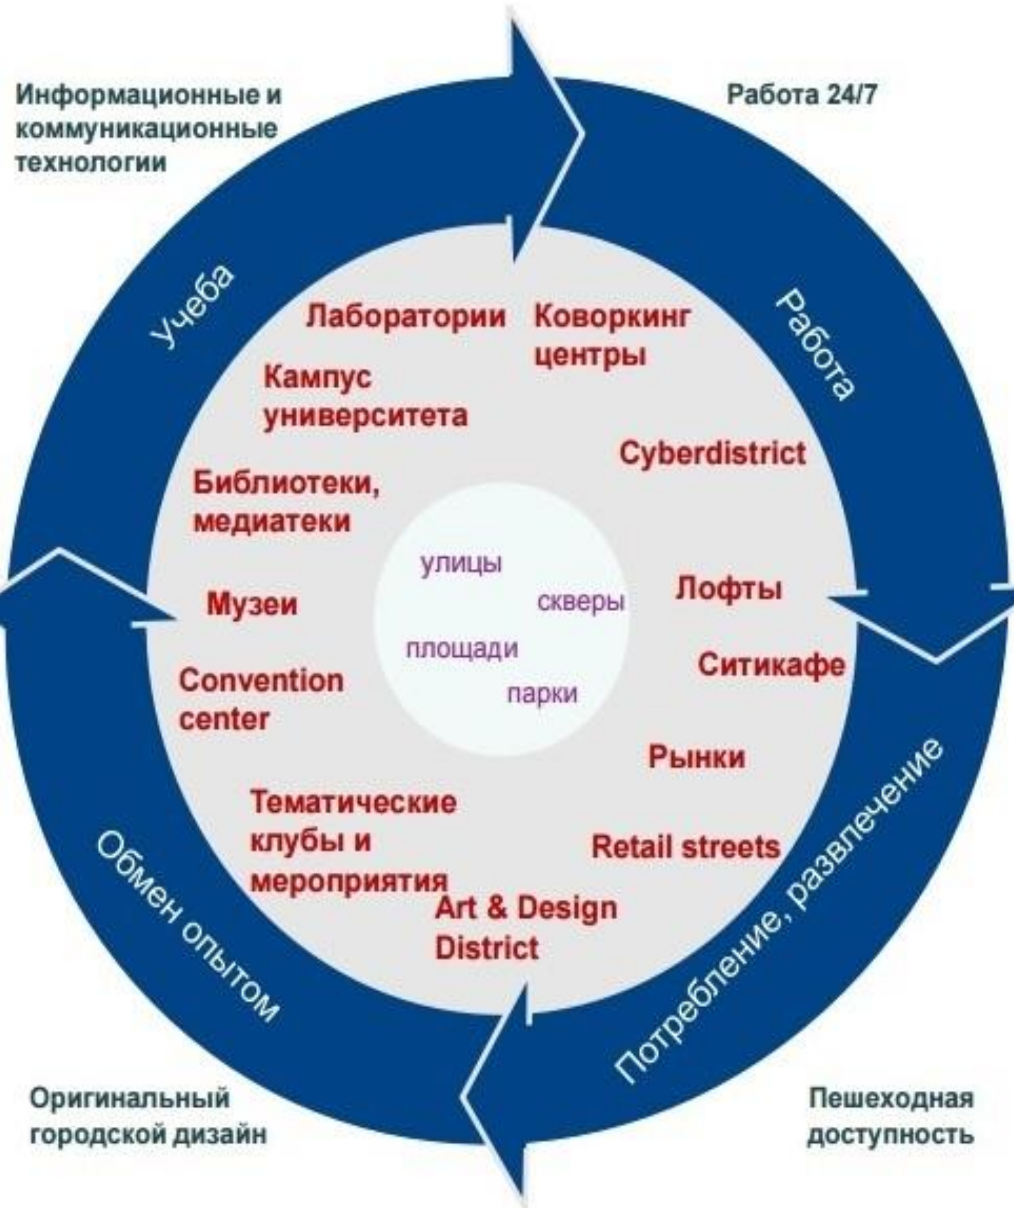 Информационные и
коммуникационные
технологии
Работа 24/7
Учеба
Работа
Лаборатории
Коворкинг
центры
Кампус
университета
Cyberdistrict
Библиотеки,
медиатеки
улицы
скверы
площади
парки
Музеи
Лофты
Convention
center
Ситикафе
Рынки
Тематические
клубы и
мероприятия
Retail streets
Art & Design
District
Обмен опытом
Потребление, развлечение
Оригинальный
городской дизайн
Пешеходная
доступность